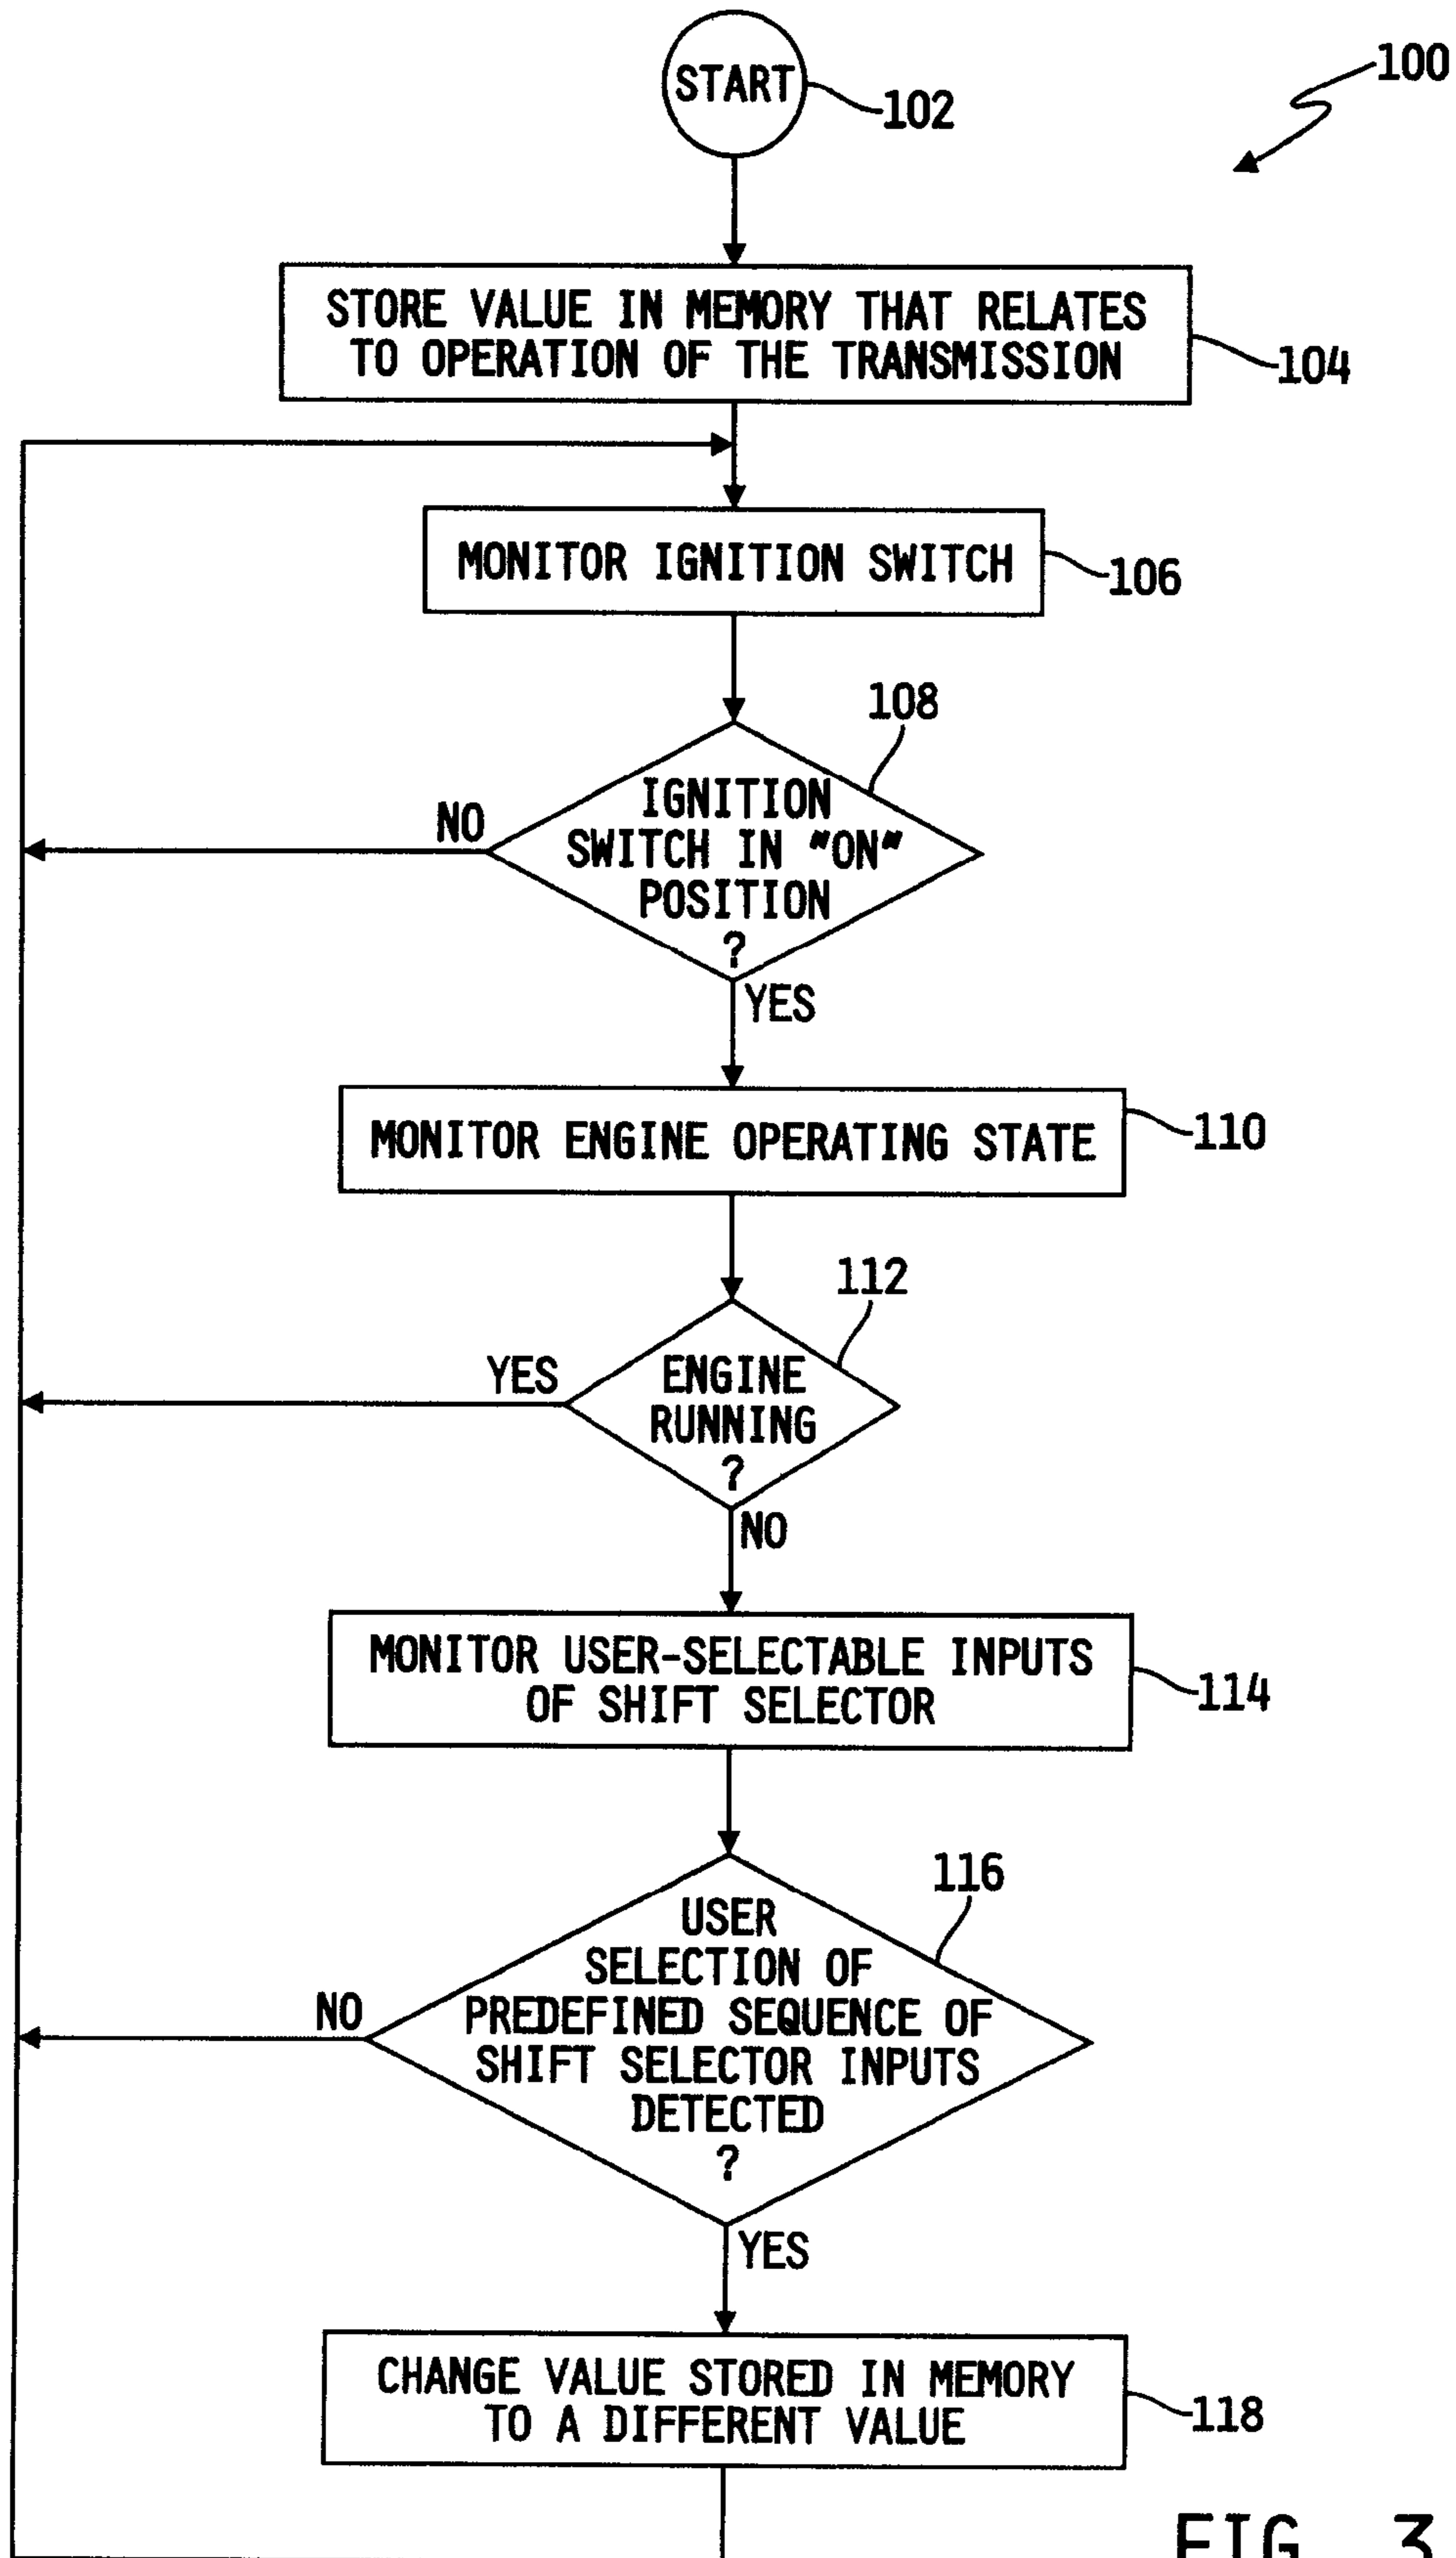 START
102
100
STORE VALUE IN MEMORY THAT RELATES
TO OPERATION OF THE TRANSMISSION
104
MONITOR IGNITION SWITCH
106
108
IGNITION
SWITCH IN "ON"
POSITION
?
NO
YES
MONITOR ENGINE OPERATING STATE
110
112
ENGINE
RUNNING
?
YES
NO
MONITOR USER-SELECTABLE INPUTS
OF SHIFT SELECTOR
114
116
USER
SELECTION OF
PREDEFINED SEQUENCE OF
SHIFT SELECTOR INPUTS
DETECTED
?
NO
YES
CHANGE VALUE STORED IN MEMORY
TO A DIFFERENT VALUE
118
FIG. 3